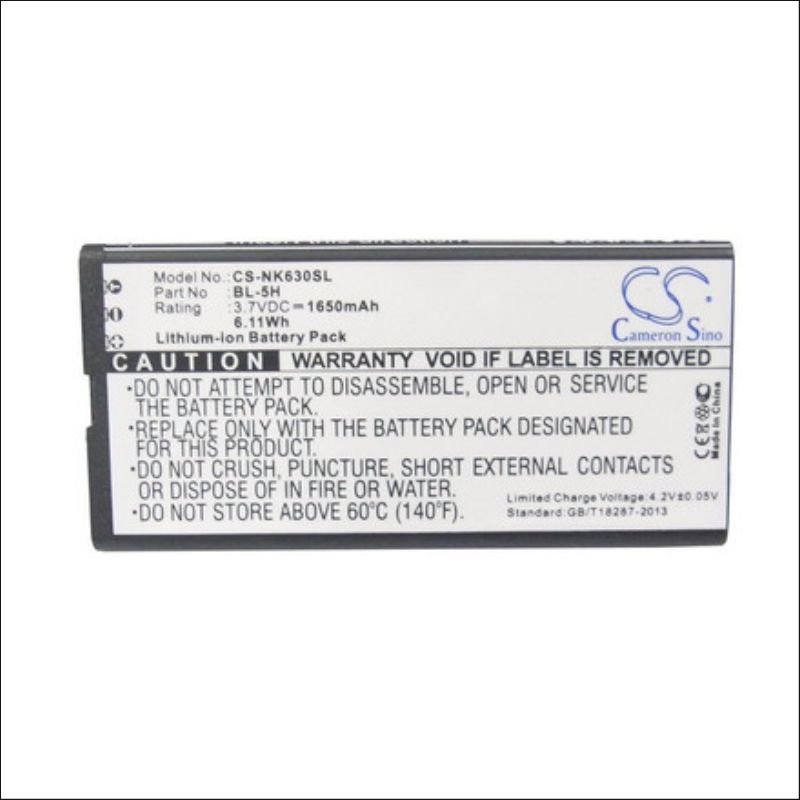 Model No.: CS-NK630SL
Part No : BL-5H
Rating : 3.7VDC⎓1650mAh
6.11Wh
Lithium-ion Battery Pack
CS
Cameron Sino
CAUTION WARRANTY VOID IF LABEL IS REMOVED
•DO NOT ATTEMPT TO DISASSEMBLE, OPEN OR SERVICE
THE BATTERY PACK.
•REPLACE ONLY WITH THE BATTERY PACK DESIGNATED
FOR THIS PRODUCT.
•DO NOT CRUSH, PUNCTURE, SHORT EXTERNAL CONTACTS
OR DISPOSE OF IN FIRE OR WATER.
•DO NOT STORE ABOVE 60°C (140°F).
CE
Made in China
Limited Charge Voltage:4.2V±0.05V
Standard:GB/T18287-2013